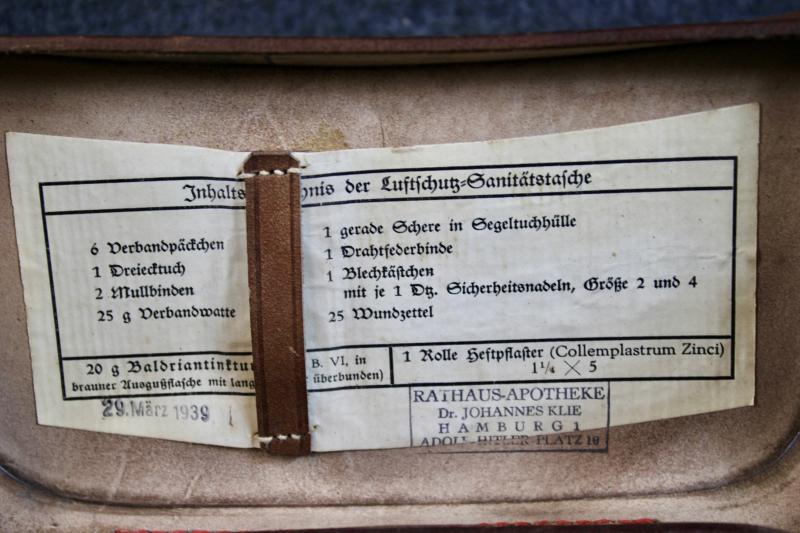 Inhalts nis der Luftschutz-Sanitätstasche
6 Verbandpäckchen
1 Dreiecktuch
2 Mullbinden
25 g Verbandwatte
1 gerade Schere in Segeltuchhülle
1 Drahtfederbinde
1 Blechkästchen
mit je 1 Dtz. Sicherheitsnadeln, Größe 2 und 4
25 Wundzettel
20 g Baldriantinktur B. VI, in
brauner Ausgußflasche mit lang überbunden)
1 Rolle Heftpflaster (Collemplastrum Zinci)
1¼ × 5
29. März 1939
RATHAUS-APOTHEKE
Dr. JOHANNES KLIE
HAMBURG 1
ADOLF-HITLER-PLATZ 10